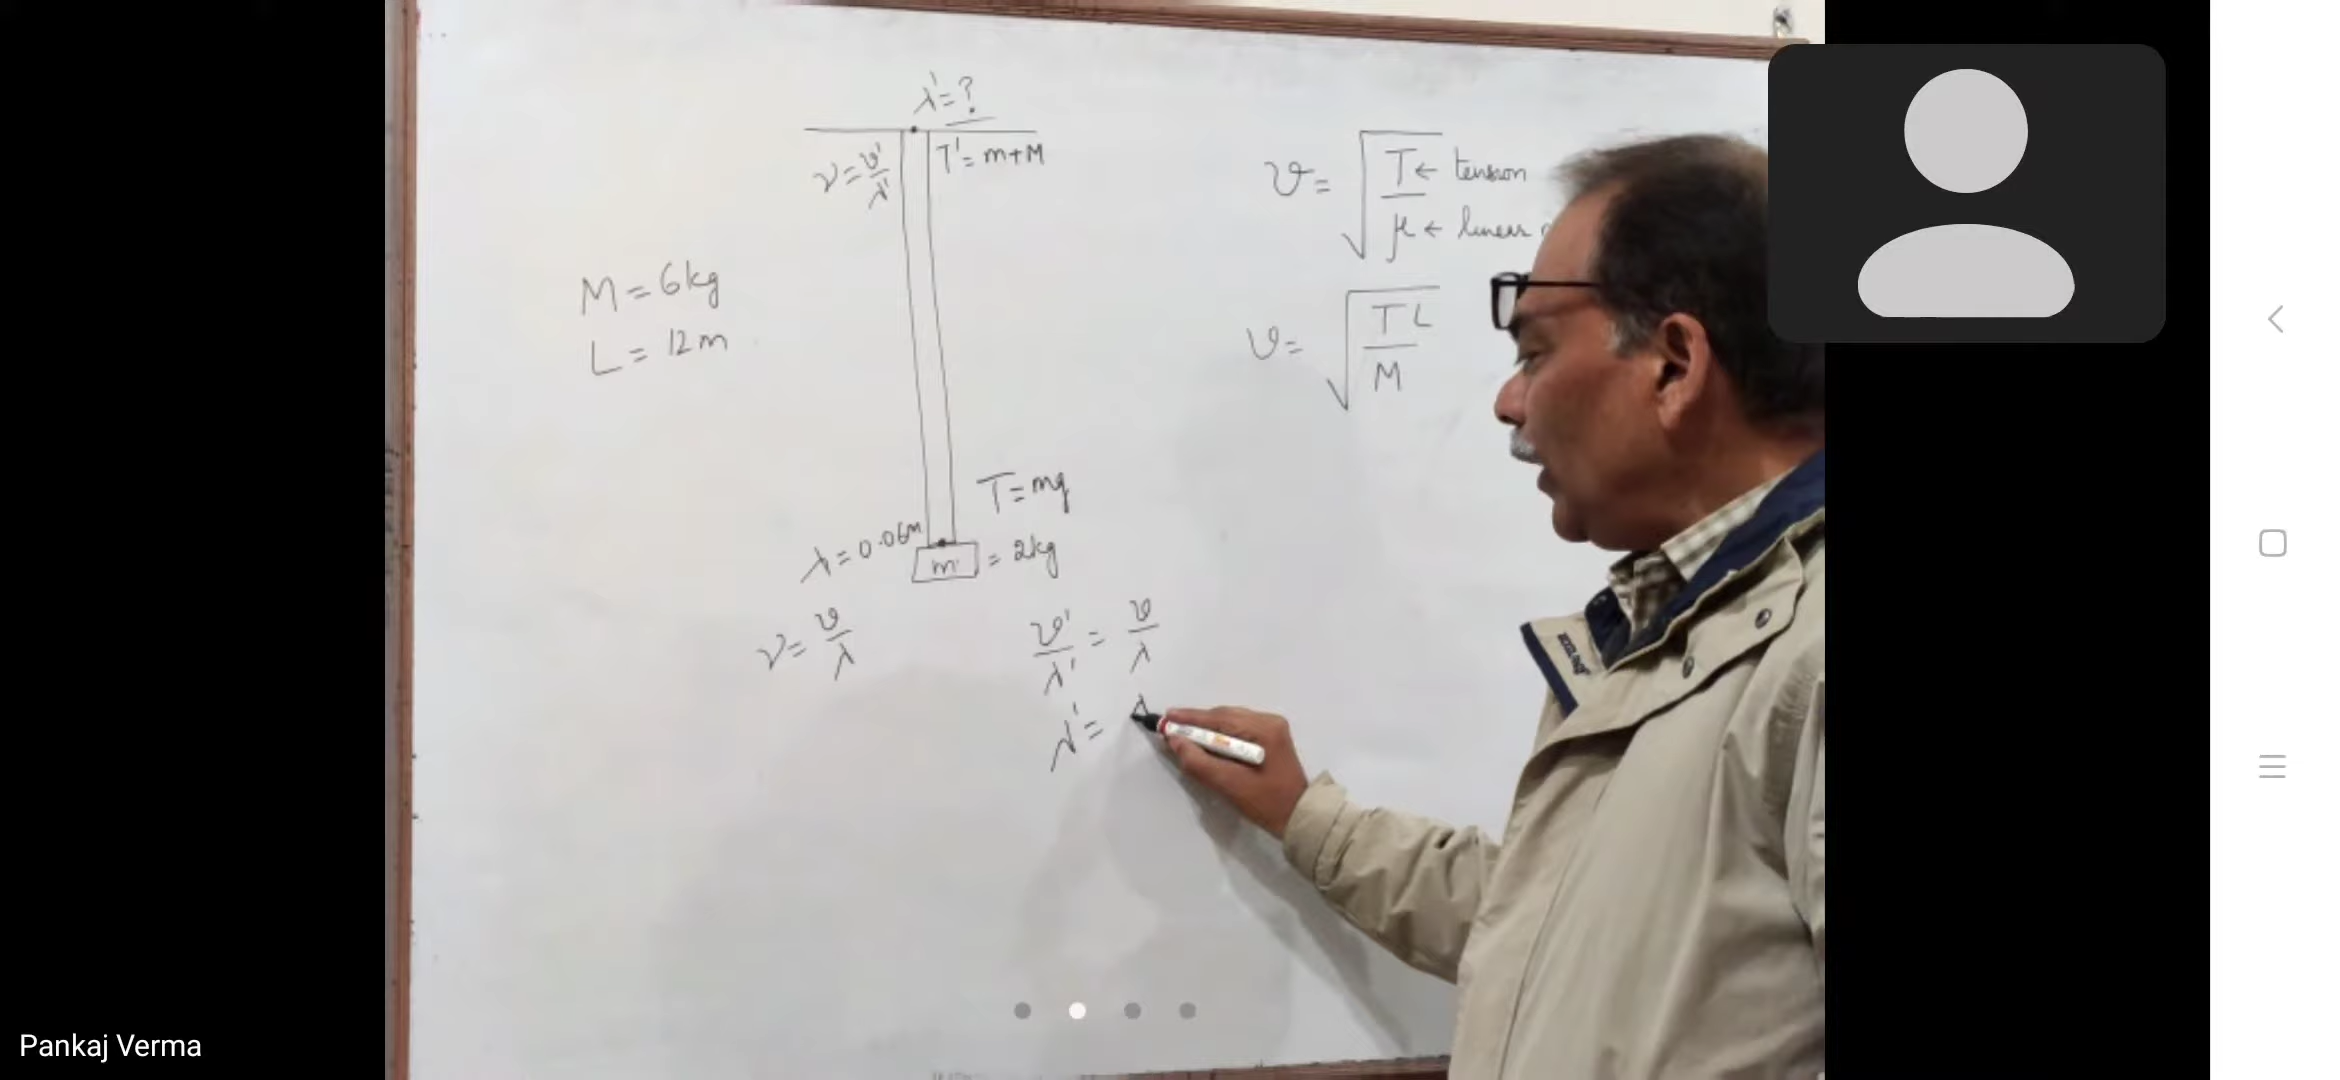 λ' = ?
ν = v'/λ'
T' = m+M
M = 6kg
L = 12m
v = √(T ← tension / μ ← linear
v = √(TL/M)
T = mg
λ = 0.06m
m = 2kg
ν = v/λ
v'/λ' = v/λ
λ' =
Pankaj Verma